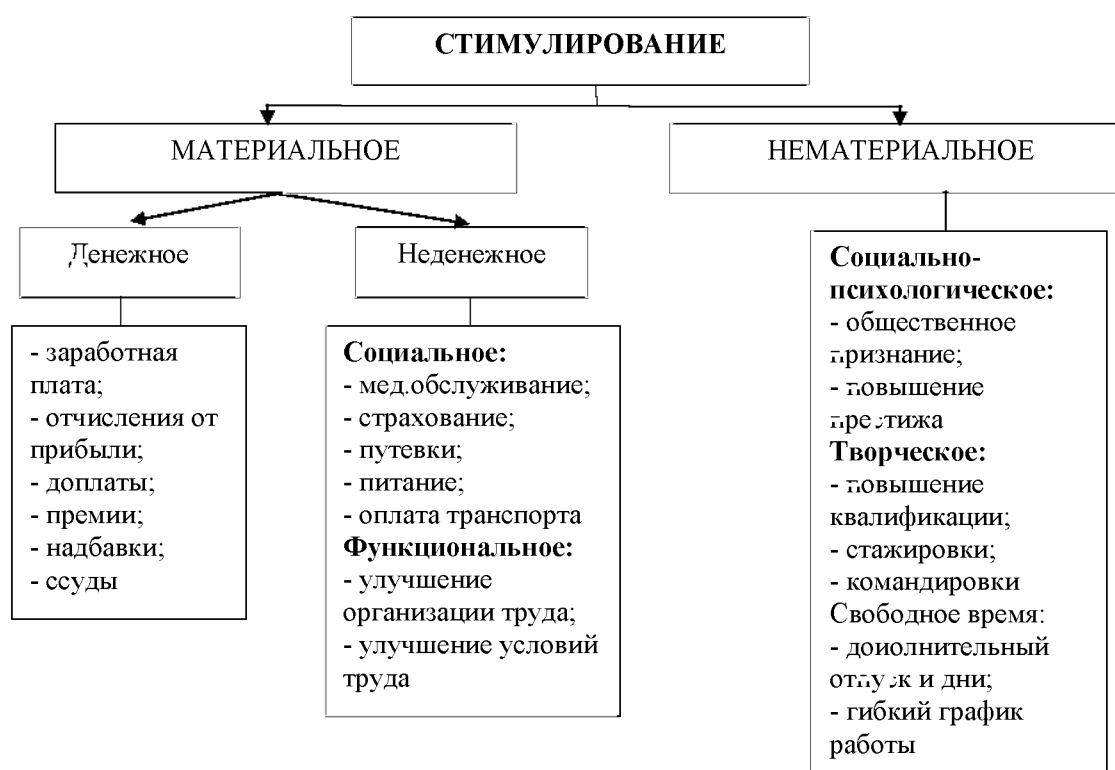 СТИМУЛИРОВАНИЕ
МАТЕРИАЛЬНОЕ
НЕМАТЕРИАЛЬНОЕ
Денежное
Неденежное
- заработная
плата;
- отчисления от
прибыли;
- доплаты;
- премии;
- надбавки;
- ссуды
Социальное:
- мед.обслуживание;
- страхование;
- путевки;
- питание;
- оплата транспорта
Функциональное:
- улучшение
организации труда;
- улучшение условий
труда
Социально-
психологическое:
- общественное
признание;
- повышение
престижа
Творческое:
- повышение
квалификации;
- стажировки;
- командировки
Свободное время:
- доиолнительный
отпуск и дни;
- гибкий график
работы